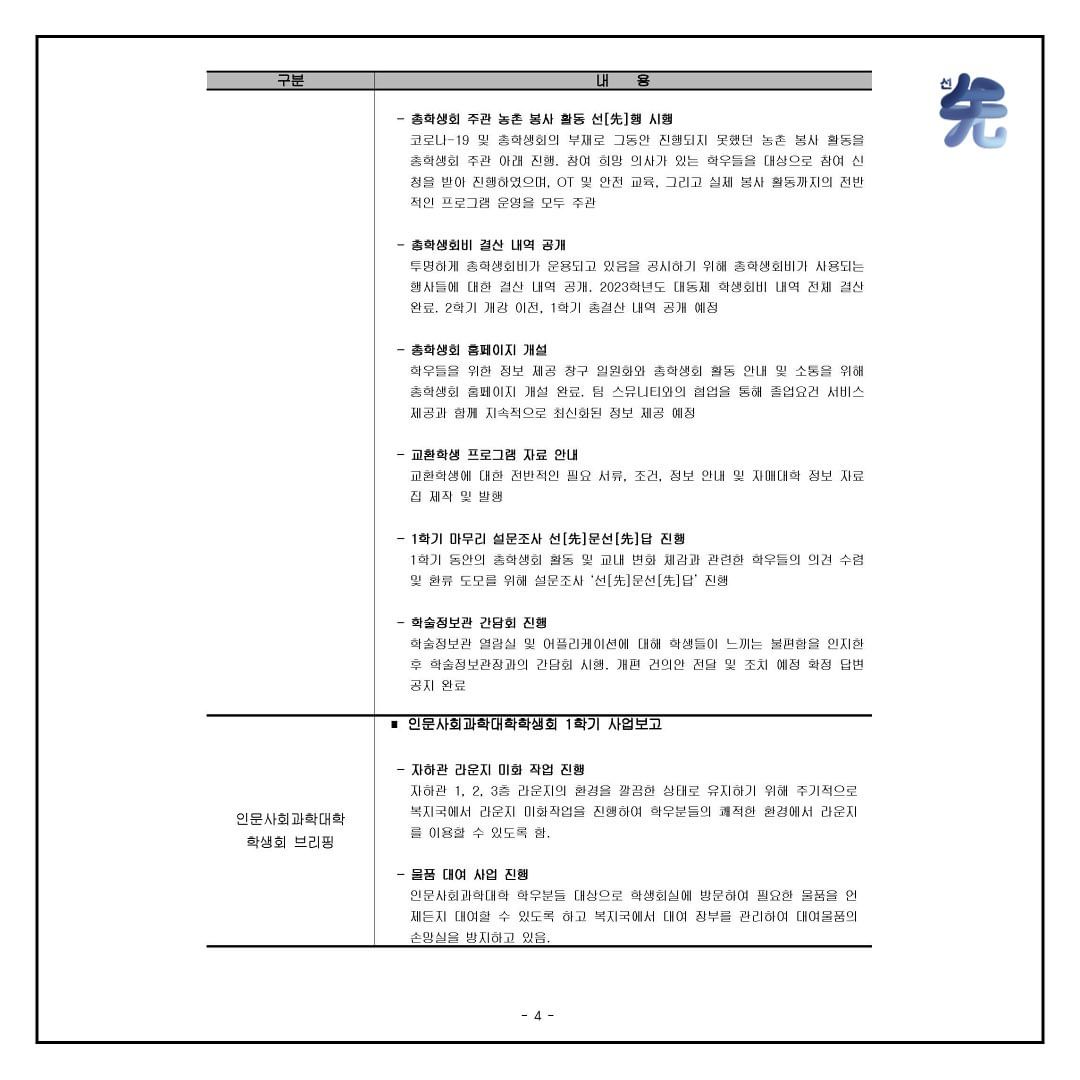 선 先
구분 내 용
- 총학생회 주관 농촌 봉사 활동 선[先]행 시행
코로나-19 및 총학생회의 부재로 그동안 진행되지 못했던 농촌 봉사 활동을
총학생회 주관 아래 진행. 참여 희망 의사가 있는 학우들을 대상으로 참여 신
청을 받아 진행하였으며, OT 및 안전 교육, 그리고 실제 봉사 활동까지의 전반
적인 프로그램 운영을 모두 주관
- 총학생회비 결산 내역 공개
투명하게 총학생회비가 운용되고 있음을 공시하기 위해 총학생회비가 사용되는
행사들에 대한 결산 내역 공개. 2023학년도 대동제 학생회비 내역 전체 결산
완료. 2학기 개강 이전, 1학기 총결산 내역 공개 예정
- 총학생회 홈페이지 개설
학우들을 위한 정보 제공 창구 일원화와 총학생회 활동 안내 및 소통을 위해
총학생회 홈페이지 개설 완료. 팀 스뮤니티와의 협업을 통해 졸업요건 서비스
제공과 함께 지속적으로 최신화된 정보 제공 예정
- 교환학생 프로그램 자료 안내
교환학생에 대한 전반적인 필요 서류, 조건, 정보 안내 및 자매대학 정보 자료
집 제작 및 발행
- 1학기 마무리 설문조사 선[先]문선[先]답 진행
1학기 동안의 총학생회 활동 및 교내 변화 체감과 관련한 학우들의 의견 수렴
및 환류 도모를 위해 설문조사 ‘선[先]문선[先]답’ 진행
- 학술정보관 간담회 진행
학술정보관 열람실 및 어플리케이션에 대해 학생들이 느끼는 불편함을 인지한
후 학술정보관장과의 간담회 시행. 개편 건의안 전달 및 조치 예정 확정 답변
공지 완료
인문사회과학대학
학생회 브리핑
■ 인문사회과학대학학생회 1학기 사업보고
- 자하관 라운지 미화 작업 진행
자하관 1, 2, 3층 라운지의 환경을 깔끔한 상태로 유지하기 위해 주기적으로
복지국에서 라운지 미화작업을 진행하여 학우분들의 쾌적한 환경에서 라운지
를 이용할 수 있도록 함.
- 물품 대여 사업 진행
인문사회과학대학 학우분들 대상으로 학생회실에 방문하여 필요한 물품을 언
제든지 대여할 수 있도록 하고 복지국에서 대여 장부를 관리하여 대여물품의
손망실을 방지하고 있음.
- 4 -